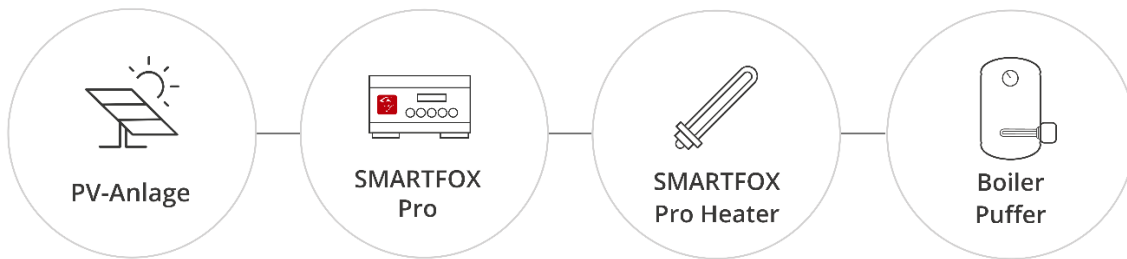 PV-Anlage
SMARTFOX
Pro
SMARTFOX
Pro Heater
Boiler
Puffer